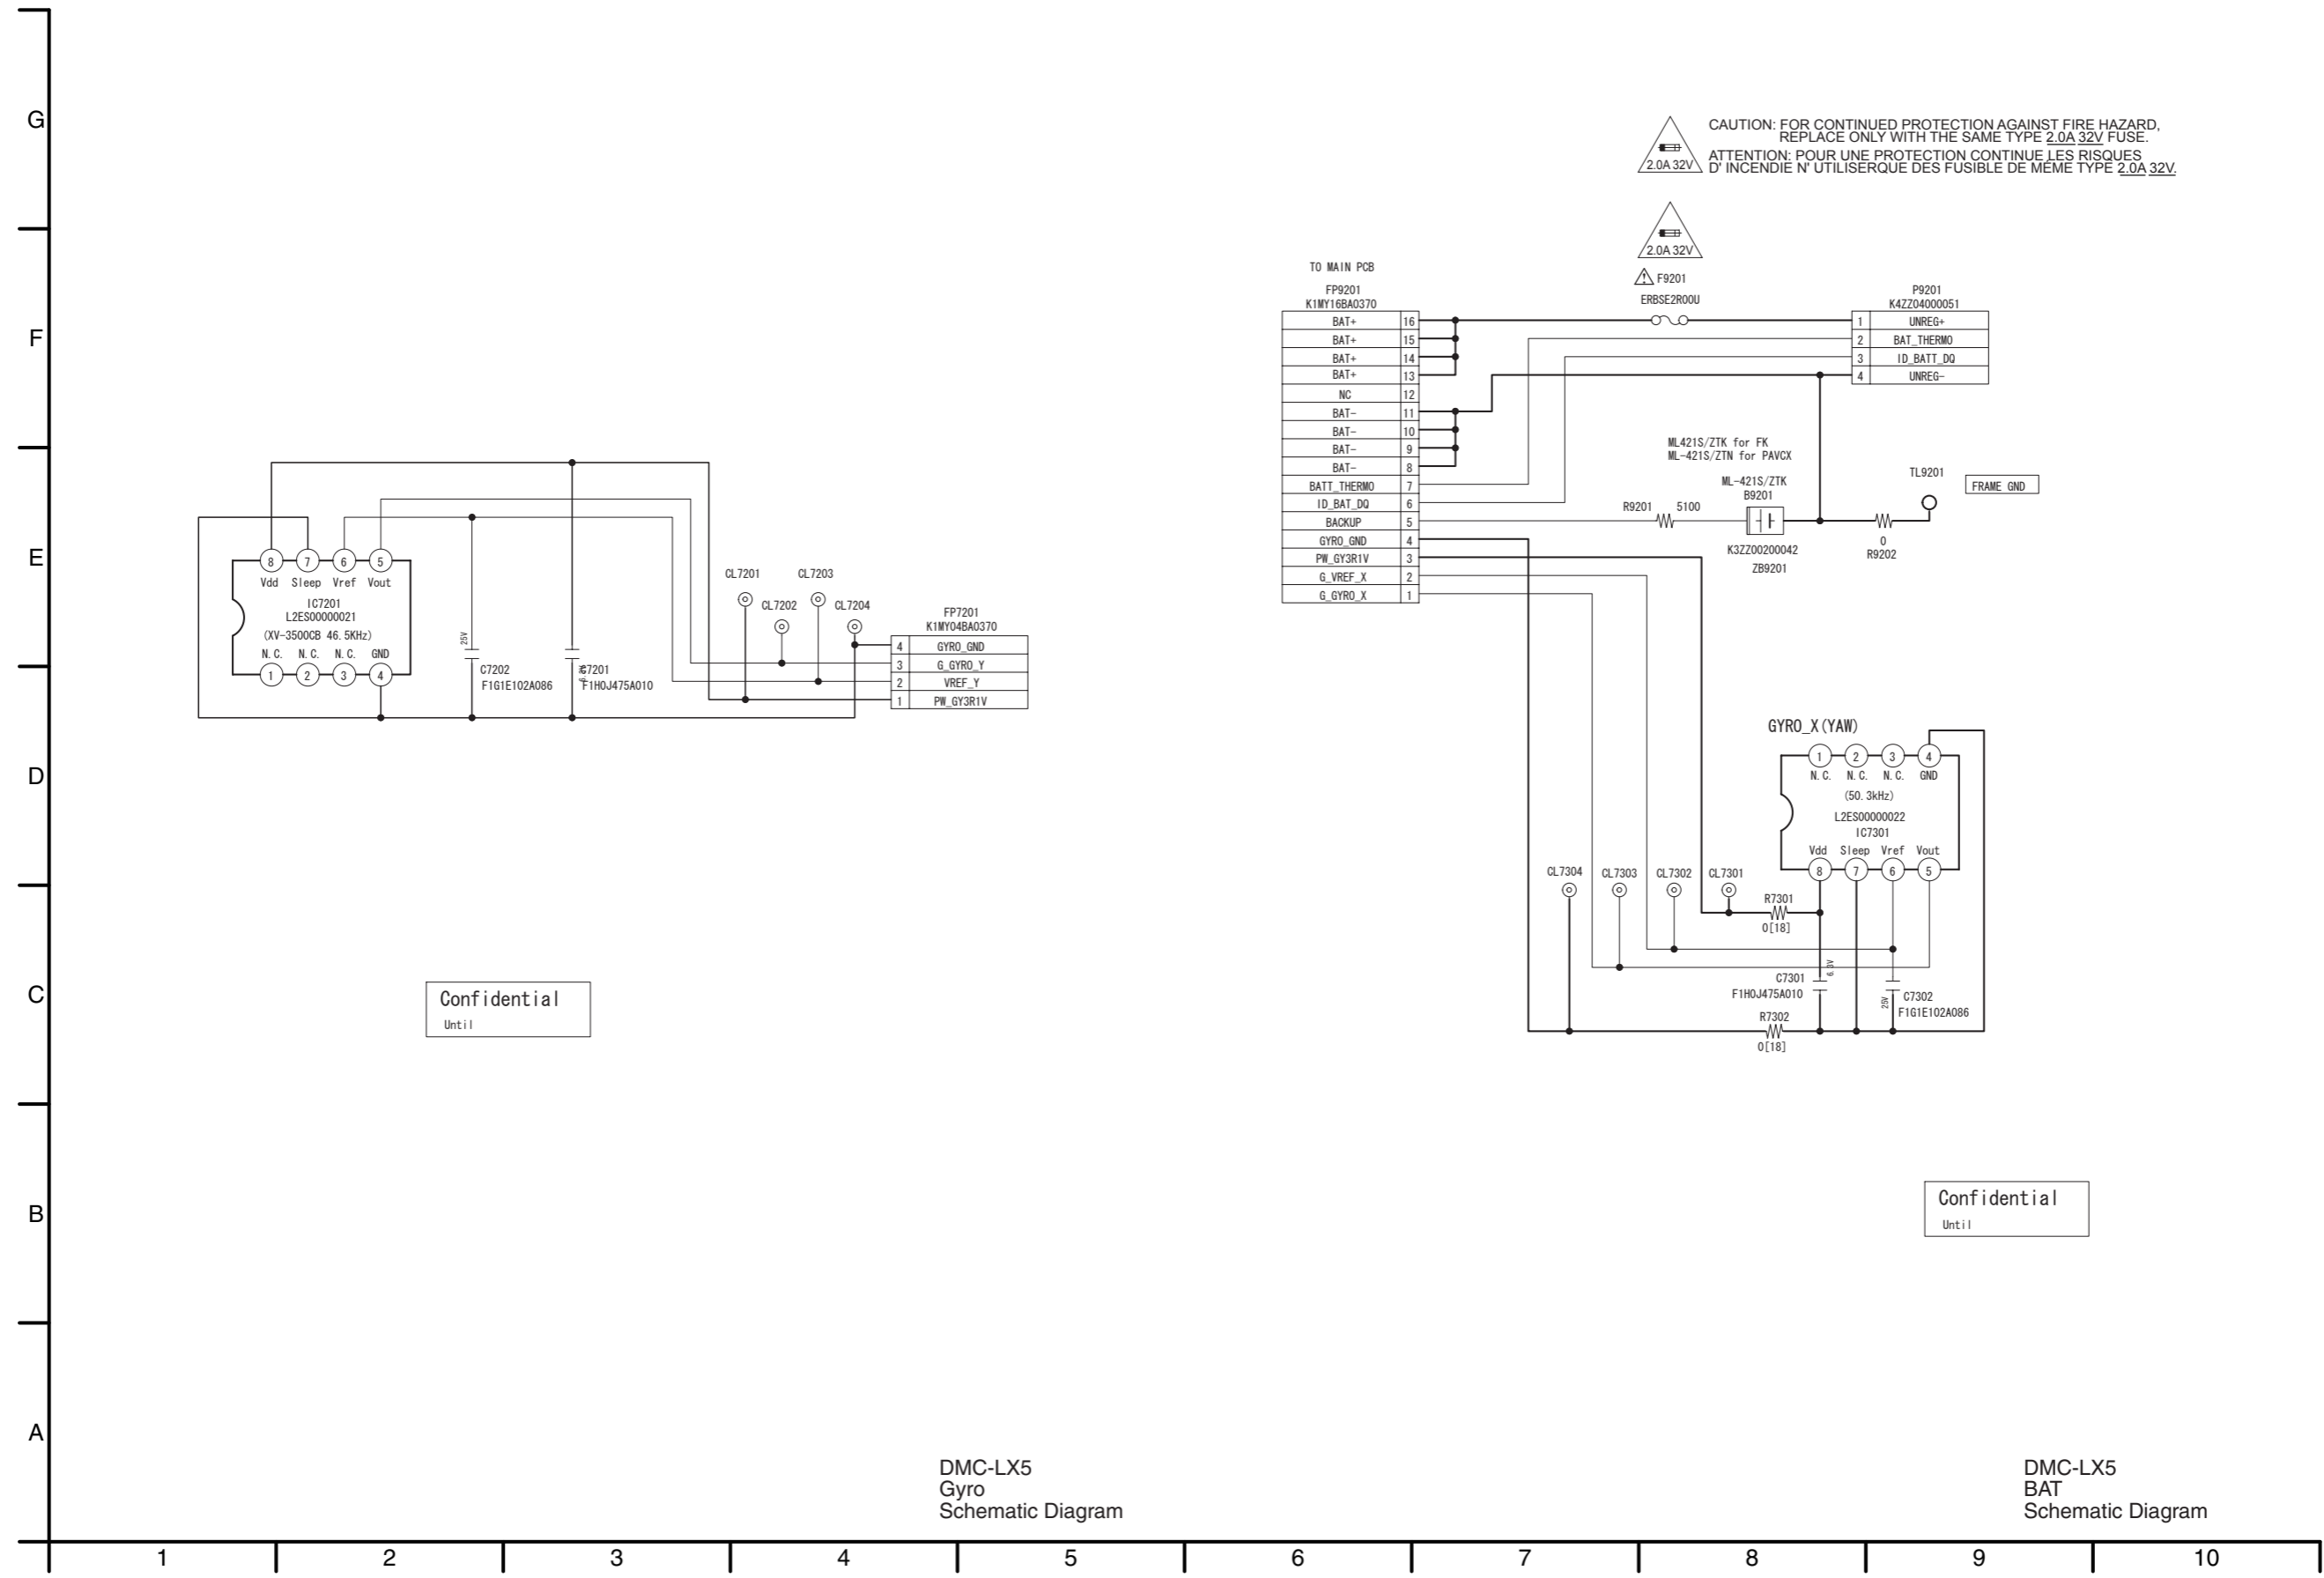 G
CAUTION: FOR CONTINUED PROTECTION AGAINST FIRE HAZARD,
REPLACE ONLY WITH THE SAME TYPE 2.0A 32V FUSE.
2.0A 32V
ATTENTION: POUR UNE PROTECTION CONTINUE LES RISQUES
D' INCENDIE N' UTILISERQUE DES FUSIBLE DE MÉME TYPE 2.0A 32V.
2.0A 32V
F9201
ERBSE2R00U
TO MAIN PCB
FP9201
K1MY16BA0370
BAT+ 16
BAT+ 15
BAT+ 14
BAT+ 13
NC 12
BAT- 11
BAT- 10
BAT- 9
BAT- 8
BATT_THERMO 7
ID_BAT_DQ 6
BACKUP 5
GYRO_GND 4
PW_GY3R1V 3
G_VREF_X 2
G_GYRO_X 1
P9201
K4ZZ04000051
1 UNREG+
2 BAT_THERMO
3 ID_BATT_DQ
4 UNREG-
F
ML421S/ZTK for FK
ML-421S/ZTN for PAVCX
ML-421S/ZTK
B9201
R9201 5100
K3ZZ00200042
ZB9201
TL9201
FRAME GND
0
R9202
E
8 7 6 5
Vdd Sleep Vref Vout
IC7201
L2ES00000021
(XV-3500CB 46.5KHz)
N.C. N.C. N.C. GND
1 2 3 4
25V
C7202
F1G1E102A086
6.3V
C7201
F1H0J475A010
CL7201
CL7202
CL7203
CL7204
FP7201
K1MY04BA0370
4 GYRO_GND
3 G_GYRO_Y
2 VREF_Y
1 PW_GY3R1V
D
GYRO_X(YAW)
1 2 3 4
N.C. N.C. N.C. GND
(50.3kHz)
L2ES00000022
IC7301
Vdd Sleep Vref Vout
8 7 6 5
CL7304
CL7303
CL7302
CL7301
R7301
0[18]
C7301
F1H0J475A010
6.3V
25V
C7302
F1G1E102A086
R7302
0[18]
C
Confidential
Until
B
Confidential
Until
A
DMC-LX5
Gyro
Schematic Diagram
DMC-LX5
BAT
Schematic Diagram
1 2 3 4 5 6 7 8 9 10